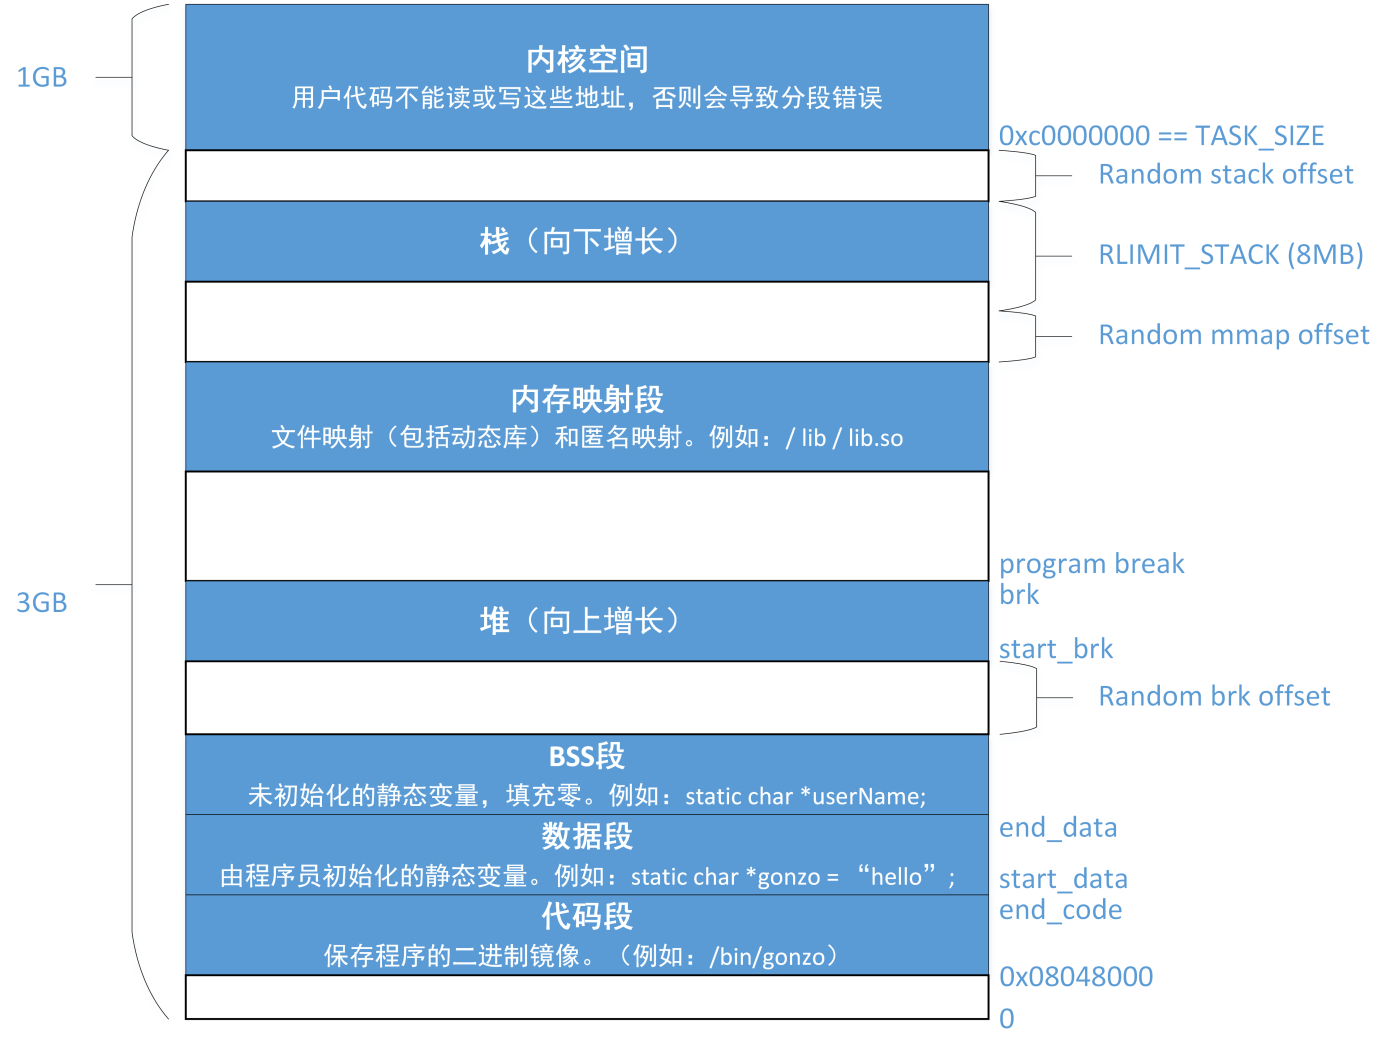 内核空间
1GB
用户代码不能读或写这些地址，否则会导致分段错误
0xc0000000 == TASK_SIZE
Random stack offset
栈（向下增长）
RLIMIT_STACK (8MB)
Random mmap offset
内存映射段
文件映射（包括动态库）和匿名映射。例如：/ lib / lib.so
program break
brk
3GB
堆（向上增长）
start_brk
Random brk offset
BSS段
未初始化的静态变量，填充零。例如：static char *userName;
end_data
数据段
由程序员初始化的静态变量。例如：static char *gonzo = “hello”;
start_data
end_code
代码段
保存程序的二进制镜像。（例如：/bin/gonzo）
0x08048000
0